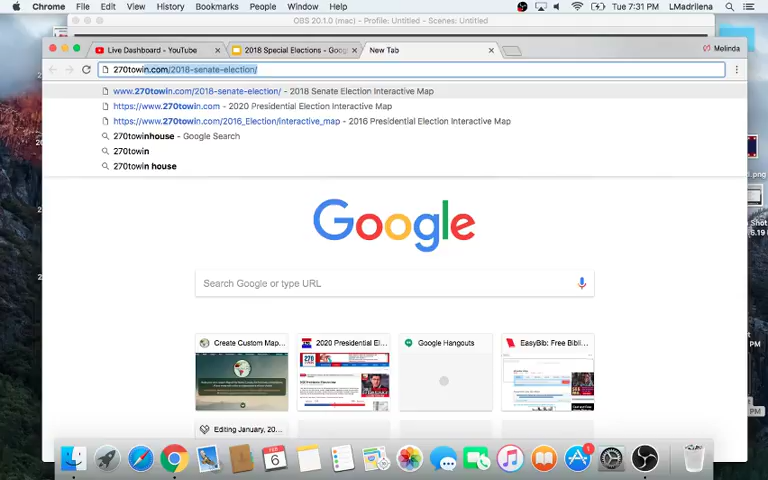 Chrome File Edit View History Bookmarks People Window Help Tue 7:31 PM LMadrilena
OBS 20.1.0 (mac) - Profile: Untitled - Scenes: Untitled
Live Dashboard - YouTube 2018 Special Elections - Goog New Tab Melinda
270towin.com/2018-senate-election/
www.270towin.com/2018-senate-election/ - 2018 Senate Election Interactive Map
https://www.270towin.com - 2020 Presidential Election Interactive Map
https://www.270towin.com/2016_Election/interactive_map - 2016 Presidential Election Interactive Map
270towinhouse - Google Search
270towin
270towin house
Google
Search Google or type URL
Create Custom Map... 2020 Presidential El... Google Hangouts EasyBib: Free Bibli...
Editing January, 20...
FEB
6
1